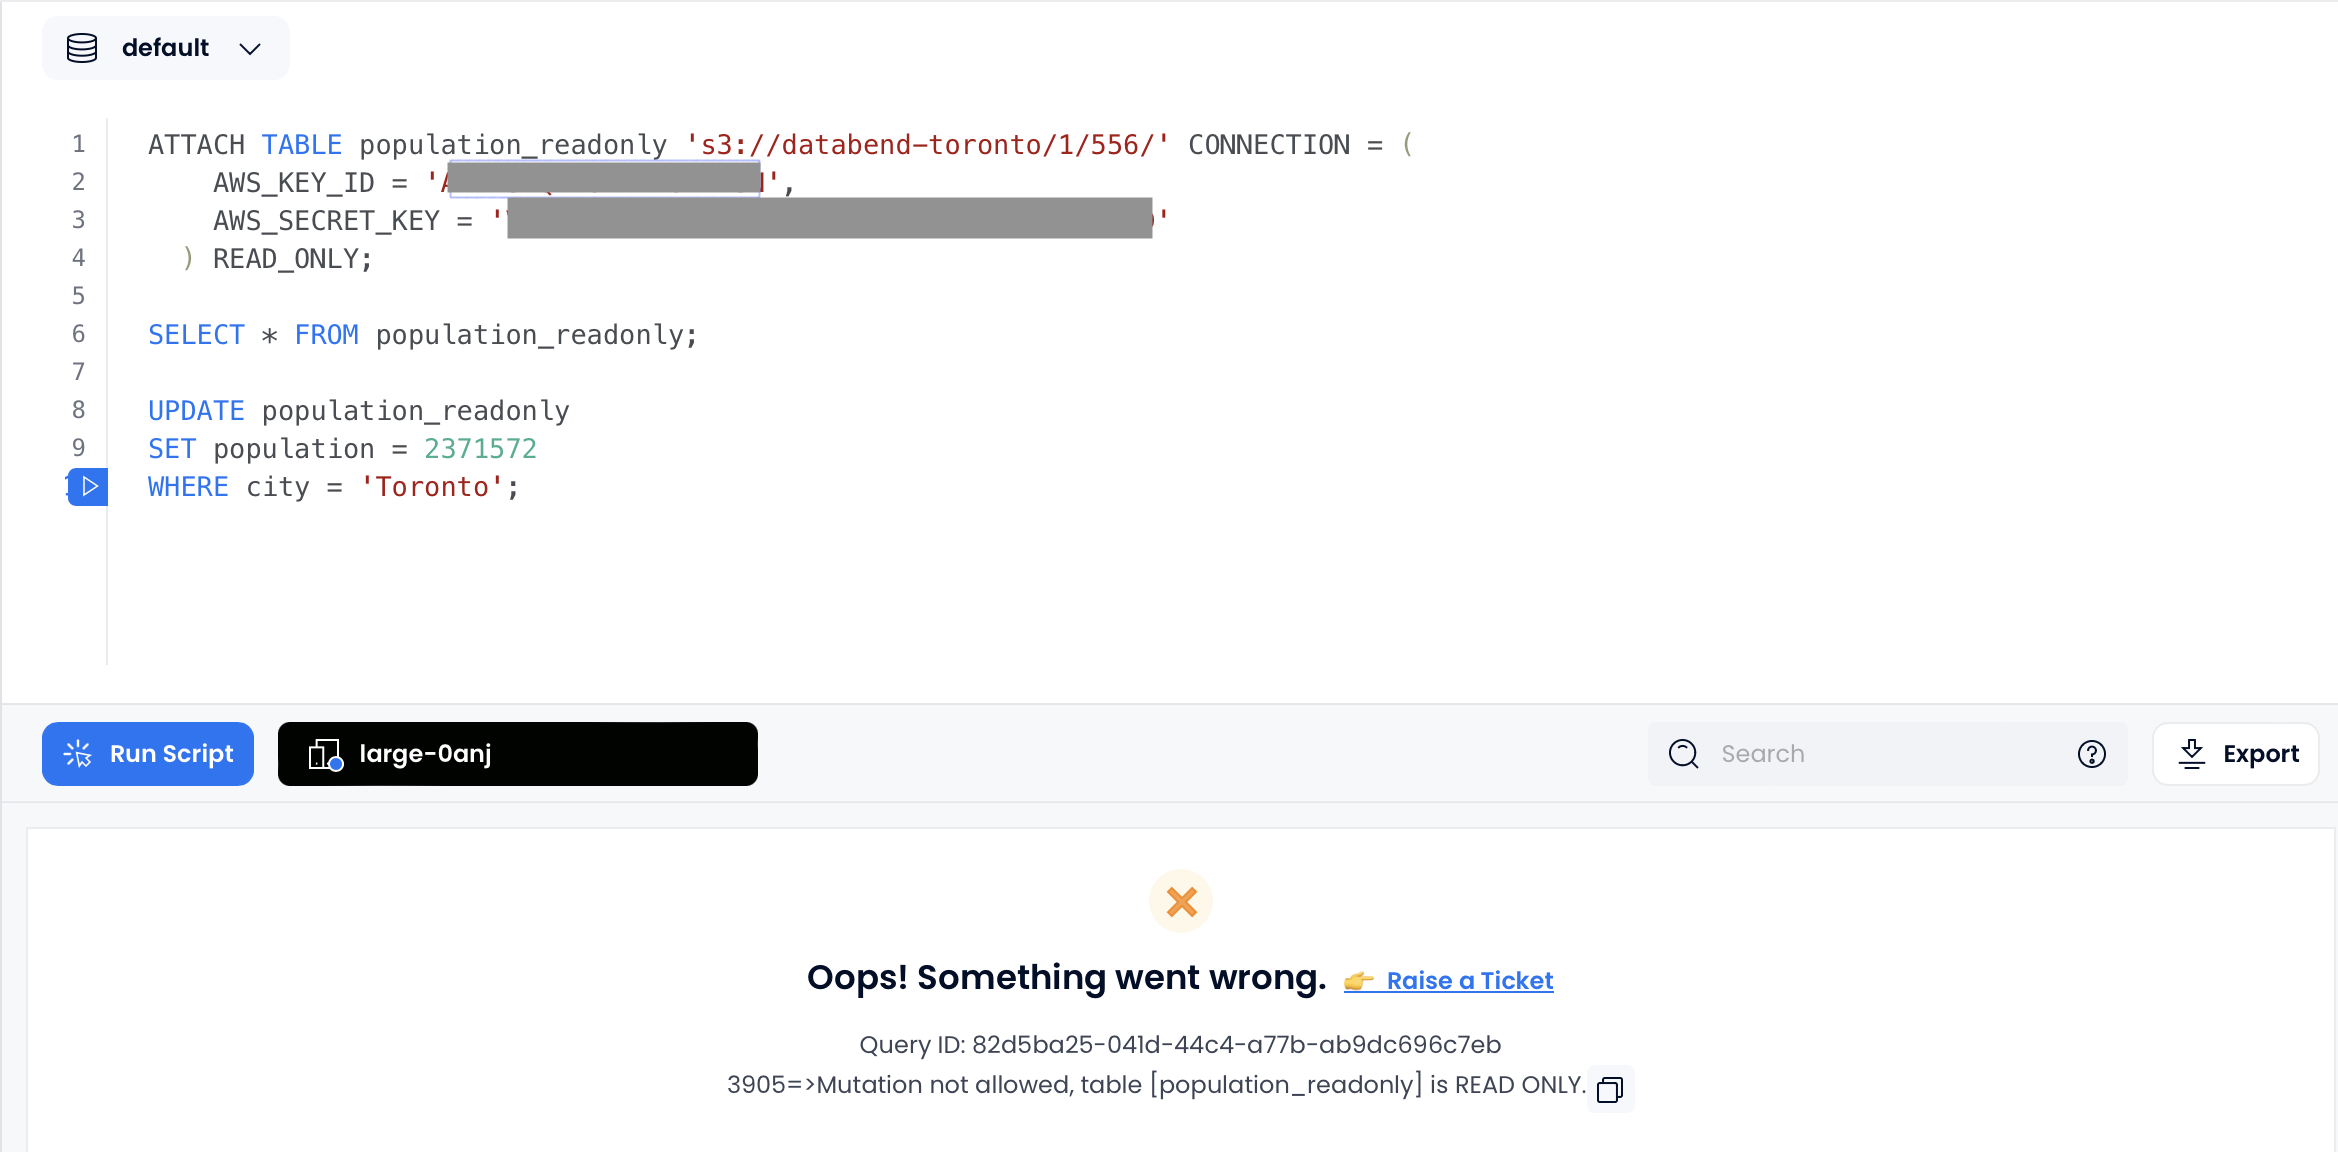 default
1 ATTACH TABLE population_readonly 's3://databend-toronto/1/556/' CONNECTION = (
2 AWS_KEY_ID = '',
3 AWS_SECRET_KEY = ''
4 ) READ_ONLY;
5
6 SELECT * FROM population_readonly;
7
8 UPDATE population_readonly
9 SET population = 2371572
WHERE city = 'Toronto';
Run Script
large-0anj
Search
Export
Oops! Something went wrong. 👉 Raise a Ticket
Query ID: 82d5ba25-041d-44c4-a77b-ab9dc696c7eb
3905=>Mutation not allowed, table [population_readonly] is READ ONLY.